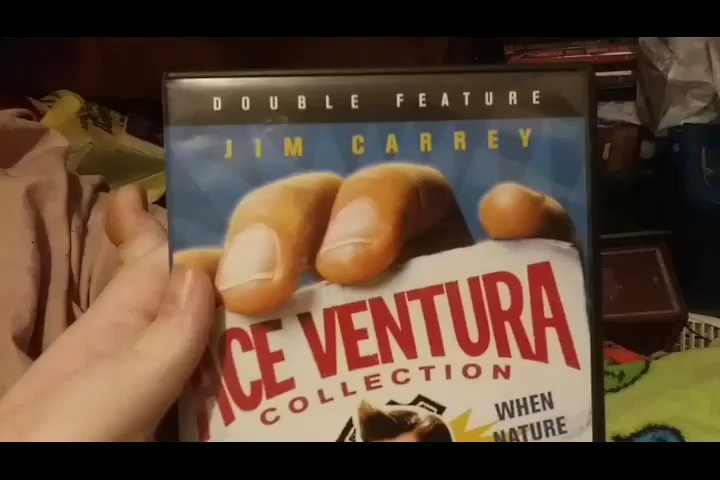 DOUBLE FEATURE
JIM CARREY
ACE VENTURA
COLLECTION
WHEN
NATURE